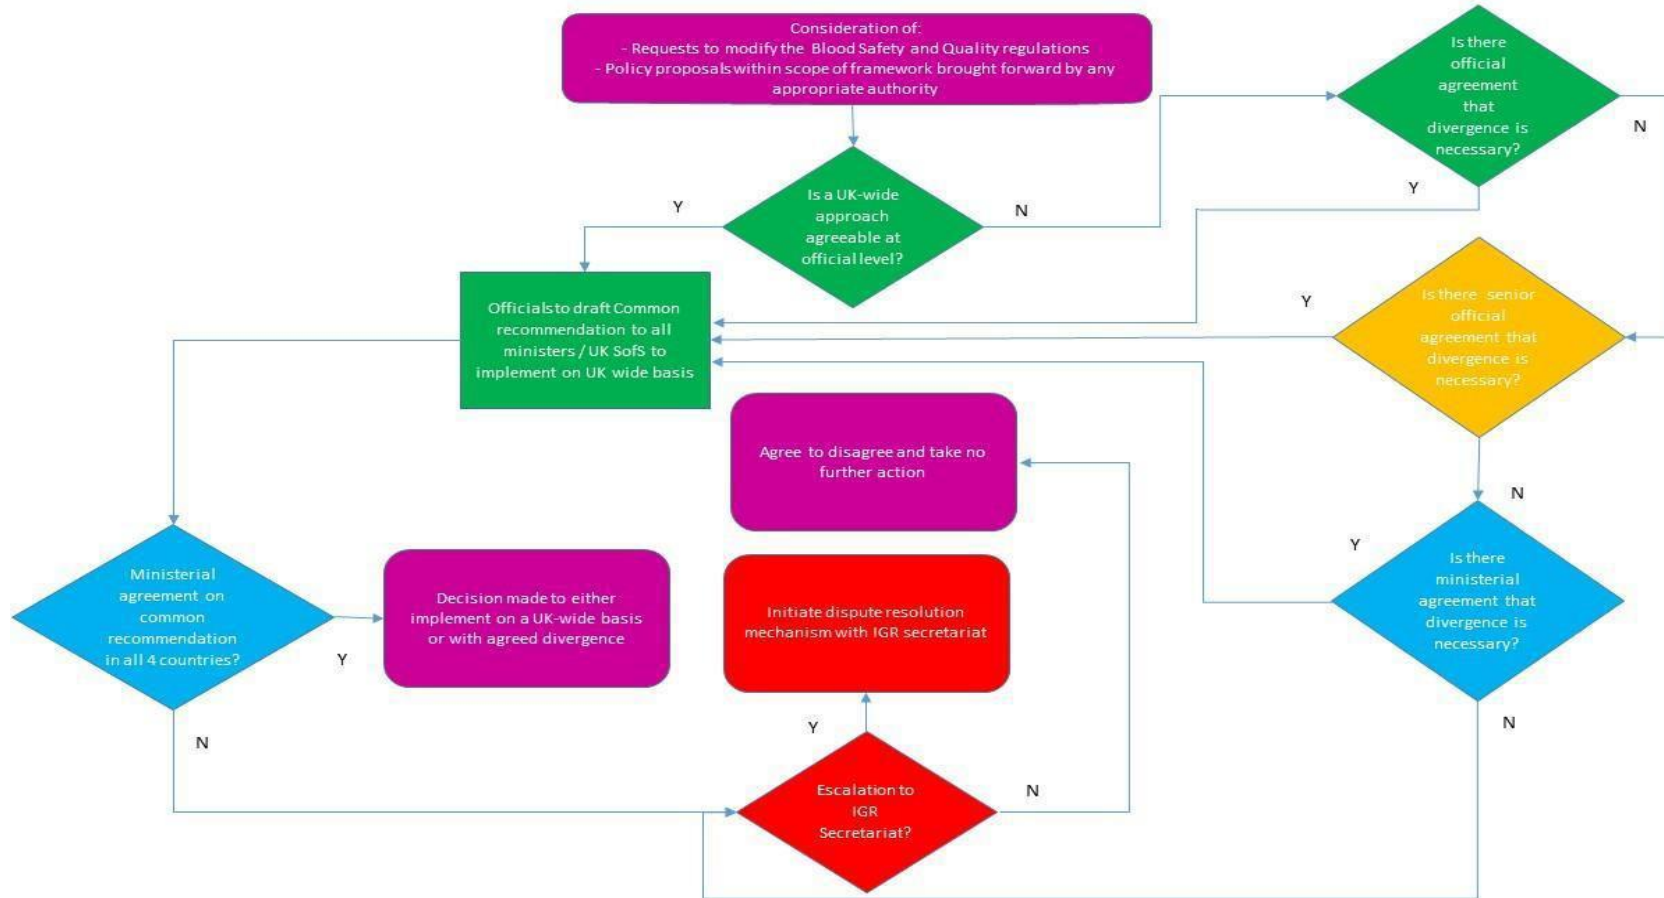 Consideration of:
- Requests to modify the Blood Safety and Quality regulations
- Policy proposals within scope of framework brought forward by any
appropriate authority
Is there
official
agreement
that
divergence is
necessary?
N
Y
Is a UK-wide
approach
agreeable at
official level?
Y
N
Officials to draft Common
recommendation to all
ministers / UK SofS to
implement on UK wide basis
Y
Is there senior
official
agreement that
divergence is
necessary?
N
Agree to disagree and take no
further action
Y
Is there
ministerial
agreement that
divergence is
necessary?
N
Ministerial
agreement on
common
recommendation
in all 4 countries?
Y
N
Decision made to either
implement on a UK-wide basis
or with agreed divergence
Initiate dispute resolution
mechanism with IGR secretariat
Y
Escalation to
IGR
Secretariat?
N